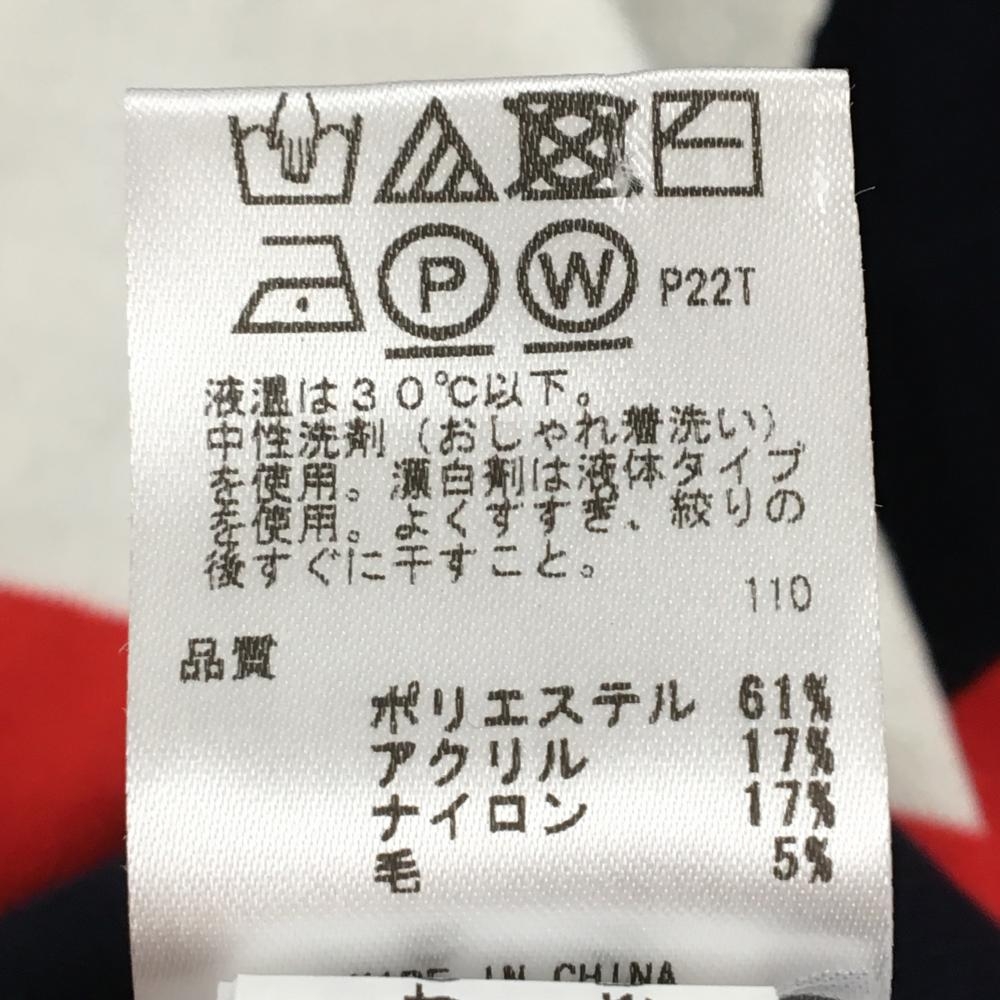 P W P22T
液温は30℃以下。
中性洗剤(おしゃれ着洗い)
を使用。漂白剤は液体タイプ
を使用。よくすすぎ、絞りの
後すぐに干すこと。
110
品質
ポリエステル 61%
アクリル 17%
ナイロン 17%
毛 5%
MADE IN CHINA